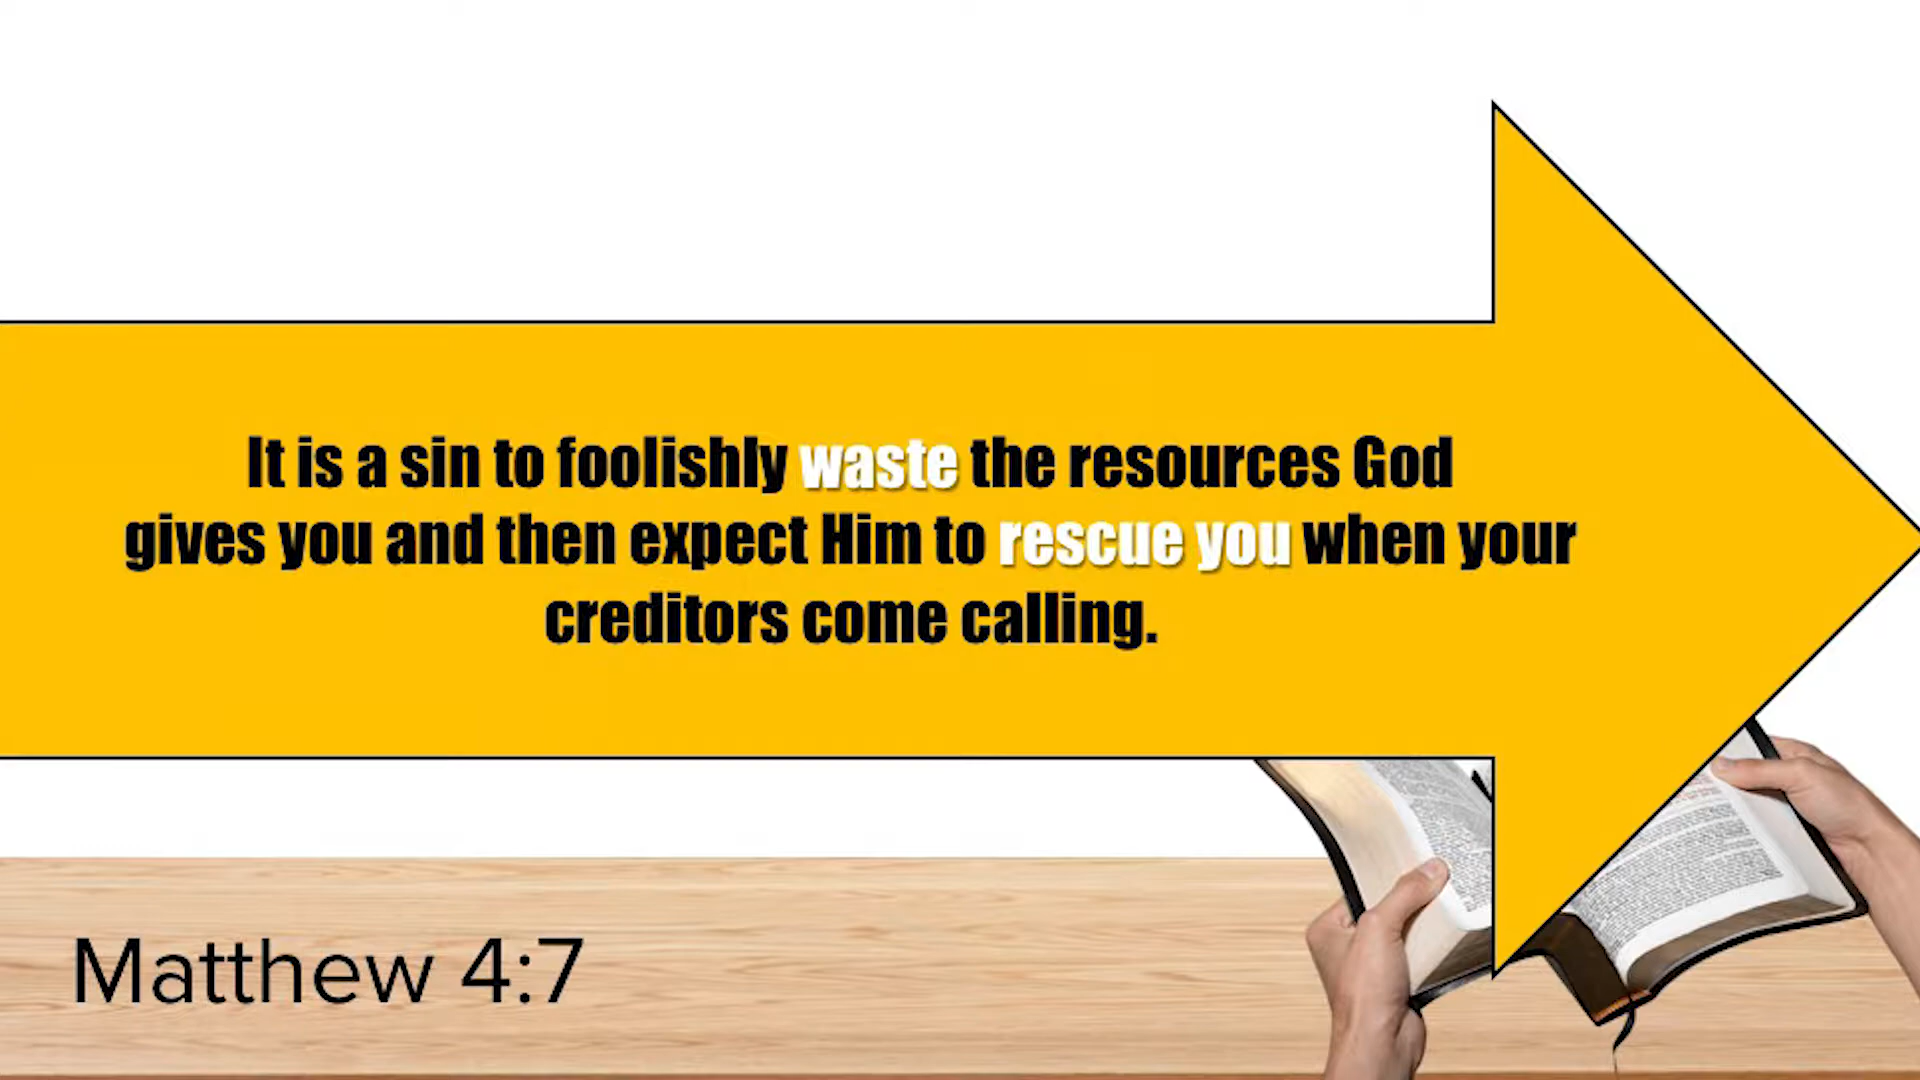 It is a sin to foolishly waste the resources God
gives you and then expect Him to rescue you when your
creditors come calling.
Matthew 4:7